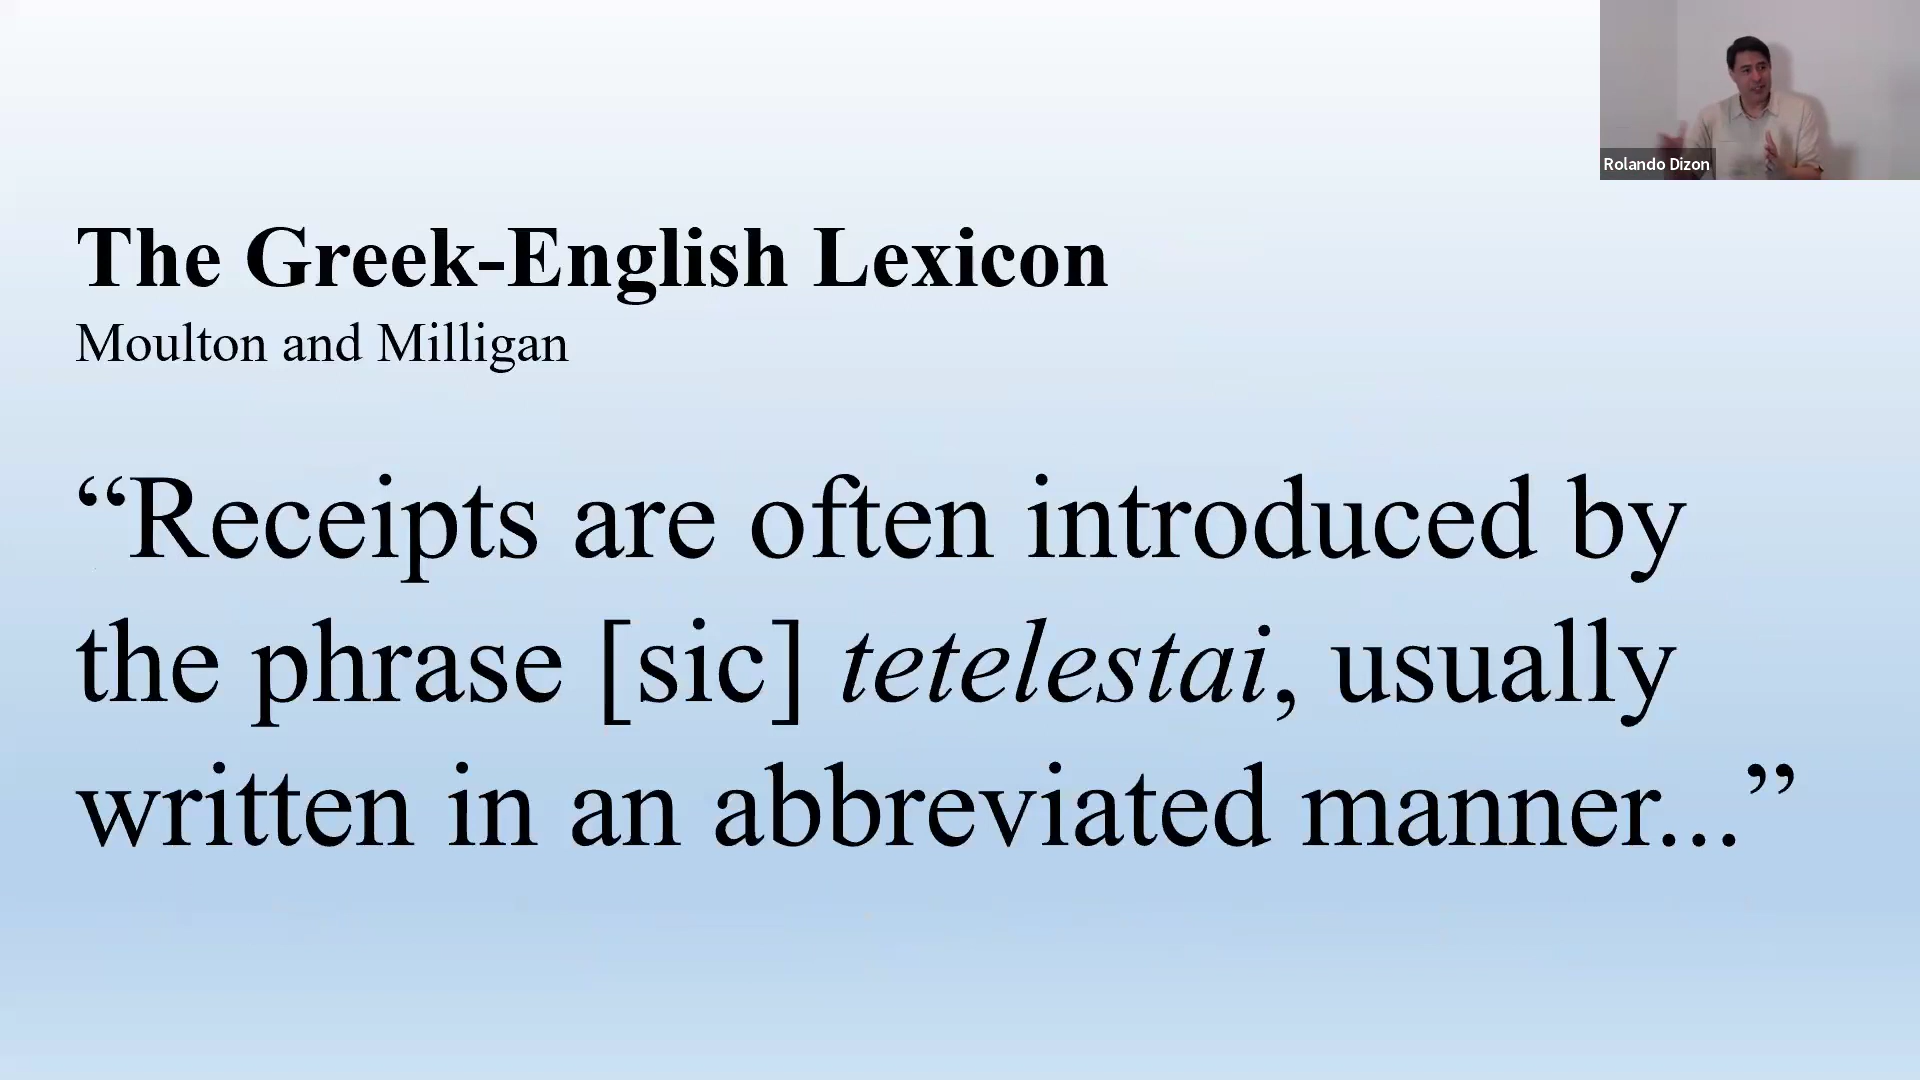 Rolando Dizon
The Greek-English Lexicon
Moulton and Milligan
“Receipts are often introduced by
the phrase [sic] tetelestai, usually
written in an abbreviated manner...”